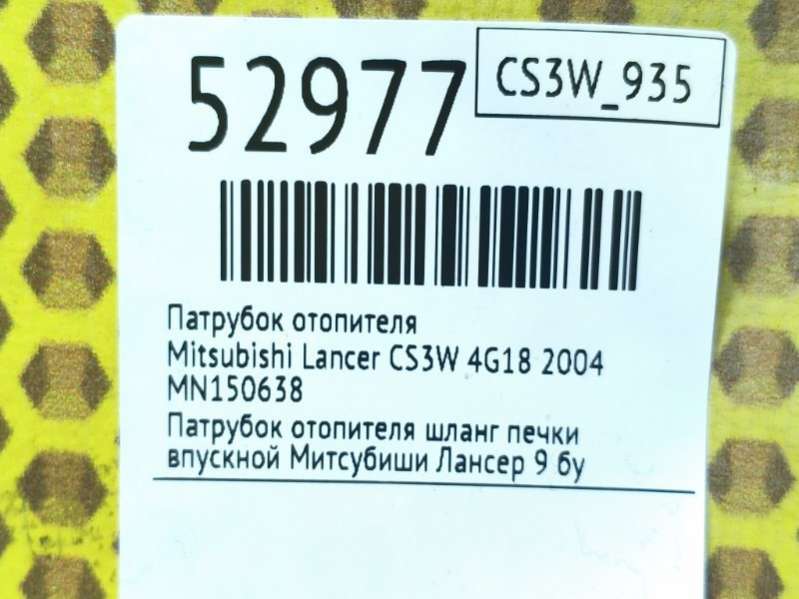 52977
CS3W_935
Патрубок отопителя
Mitsubishi Lancer CS3W 4G18 2004
MN150638
Патрубок отопителя шланг печки
впускной Митсубиши Лансер 9 бу